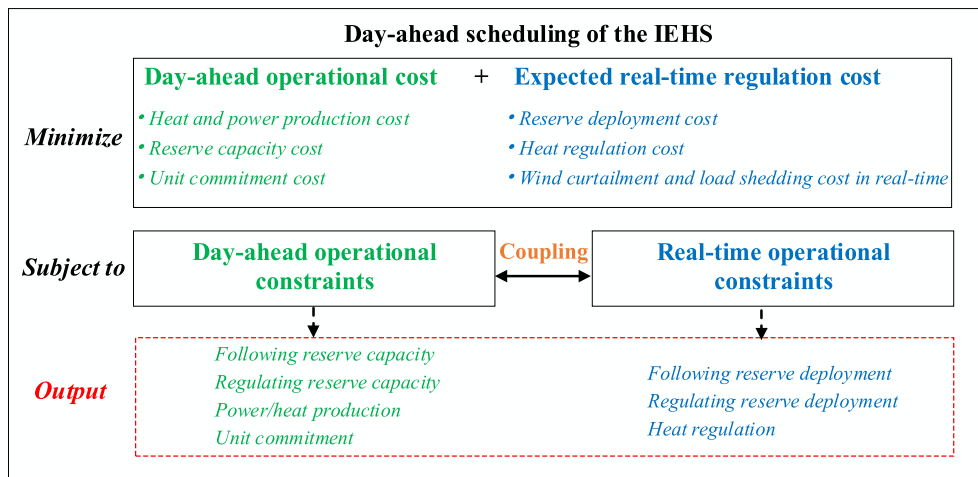 Day-ahead scheduling of the IEHS
Day-ahead operational cost + Expected real-time regulation cost
Minimize
• Heat and power production cost
• Reserve capacity cost
• Unit commitment cost
• Reserve deployment cost
• Heat regulation cost
• Wind curtailment and load shedding cost in real-time
Subject to
Day-ahead operational
constraints
Coupling
Real-time operational
constraints
Output
Following reserve capacity
Regulating reserve capacity
Power/heat production
Unit commitment
Following reserve deployment
Regulating reserve deployment
Heat regulation